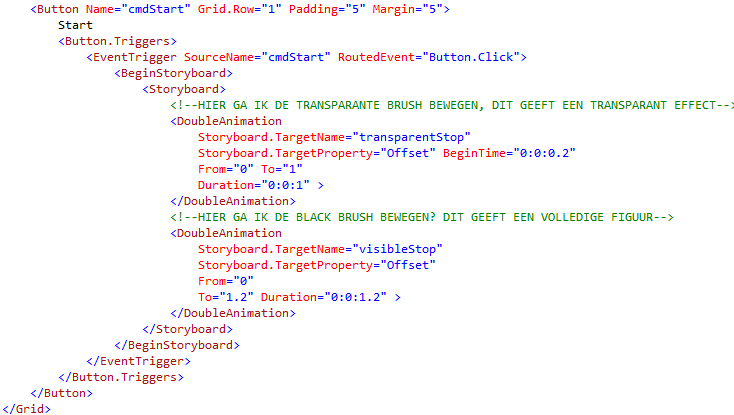 <Button Name="cmdStart" Grid.Row="1" Padding="5" Margin="5">
Start
<Button.Triggers>
<EventTrigger SourceName="cmdStart" RoutedEvent="Button.Click">
<BeginStoryboard>
<Storyboard>
<!--HIER GA IK DE TRANSPARANTE BRUSH BEWEGEN, DIT GEEFT EEN TRANSPARANT EFFECT-->
<DoubleAnimation
Storyboard.TargetName="transparentStop"
Storyboard.TargetProperty="Offset" BeginTime="0:0:0.2"
From="0" To="1"
Duration="0:0:1" >
</DoubleAnimation>
<!--HIER GA IK DE BLACK BRUSH BEWEGEN? DIT GEEFT EEN VOLLEDIGE FIGUUR-->
<DoubleAnimation
Storyboard.TargetName="visibleStop"
Storyboard.TargetProperty="Offset"
From="0"
To="1.2" Duration="0:0:1.2" >
</DoubleAnimation>
</Storyboard>
</BeginStoryboard>
</EventTrigger>
</Button.Triggers>
</Button>
</Grid>